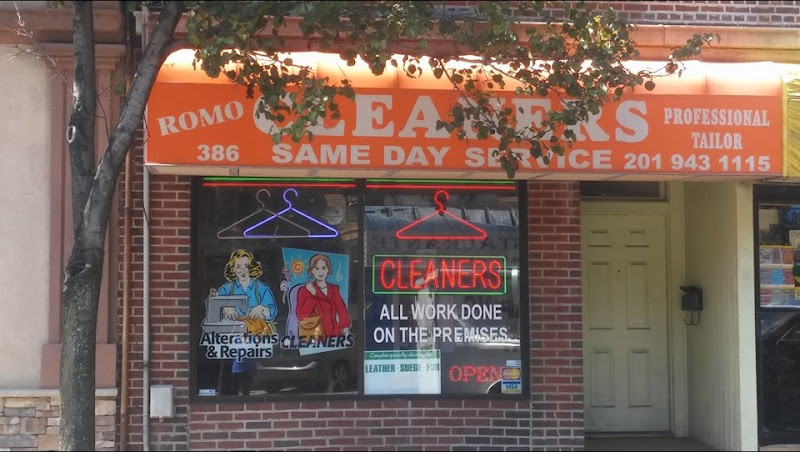 ROMO CLEANERS PROFESSIONAL
TAILOR
386 SAME DAY SERVICE 201 943 1115
CLEANERS
ALL WORK DONE
ON THE PREMISES
Alterations
& Repairs
CLEANERS
LEATHER - SUEDE - FUR
OPEN
VISA